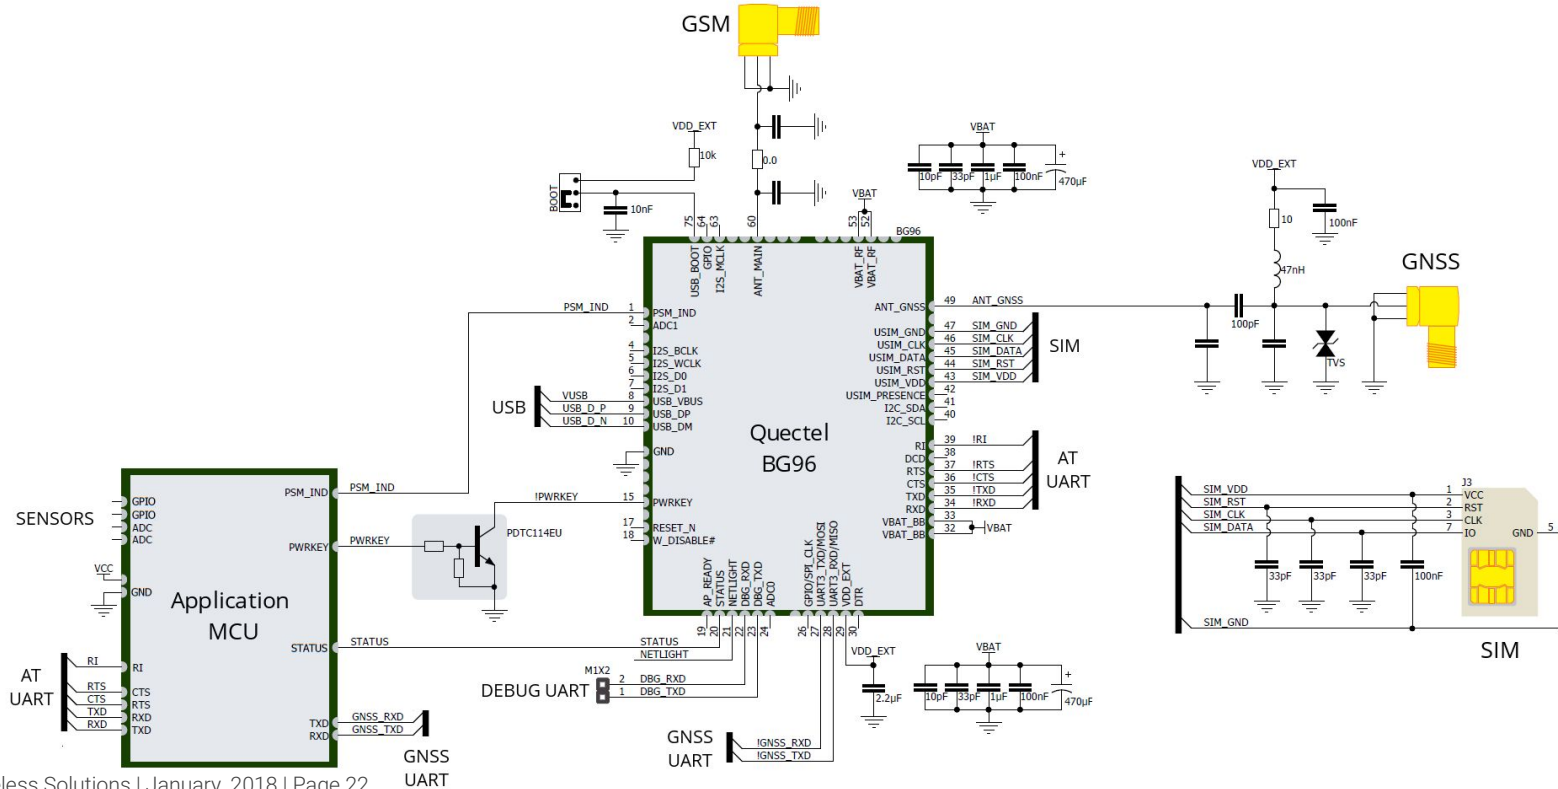 GSM
VDD_EXT
10k
0.0
BOOT
10nF
VBAT
10pF
33pF
1µF
100nF
+
470µF
VBAT
VDD_EXT
10
100nF
47nH
GNSS
100pF
TVS
BG96
75
64
63
60
53
52
USB_BOOT
GPIO
I2S_MCLK
ANT_MAIN
VBAT_RF
VBAT_RF
PSM_IND
1
PSM_IND
2
ADC1
4
I2S_BCLK
5
I2S_WCLK
6
I2S_D0
7
I2S_D1
USB
VUSB
8
USB_VBUS
USB_D_P
9
USB_DP
USB_D_N
10
USB_DM
GND
!PWRKEY
15
PWRKEY
17
RESET_N
18
W_DISABLE#
Quectel
BG96
ANT_GNSS
49
ANT_GNSS
USIM_GND
47
SIM_GND
USIM_CLK
46
SIM_CLK
USIM_DATA
45
SIM_DATA
USIM_RST
44
SIM_RST
USIM_VDD
43
SIM_VDD
SIM
USIM_PRESENCE
42
I2C_SDA
41
I2C_SCL
40
RI
39
!RI
DCD
38
RTS
37
!RTS
CTS
36
!CTS
TXD
35
!TXD
RXD
34
!RXD
AT
UART
VBAT_BB
33
VBAT_BB
32
VBAT
AP_READY
STATUS
NETLIGHT
DBG_RXD
DBG_TXD
ADC0
GPIO/SPI_CLK
UART3_TXD/MOSI
UART3_RXD/MISO
VDD_EXT
DTR
19
20
21
22
23
24
26
27
28
29
30
SENSORS
GPIO
GPIO
ADC
ADC
VCC
GND
Application
MCU
PSM_IND
PSM_IND
PWRKEY
PWRKEY
PDTC114EU
STATUS
STATUS
STATUS
NETLIGHT
AT
UART
RI
RI
RTS
CTS
CTS
RTS
TXD
RXD
RXD
TXD
TXD
GNSS_RXD
RXD
GNSS_TXD
GNSS
UART
DEBUG UART
M1X2
2
DBG_RXD
1
DBG_TXD
GNSS
UART
!GNSS_RXD
!GNSS_TXD
VDD_EXT
2.2µF
VBAT
10pF
33pF
1µF
100nF
+
470µF
SIM_VDD
1
VCC
SIM_RST
2
RST
SIM_CLK
3
CLK
SIM_DATA
7
IO
J3
GND
5
33pF
33pF
33pF
100nF
SIM_GND
SIM
eless Solutions | January, 2018 | Page 22